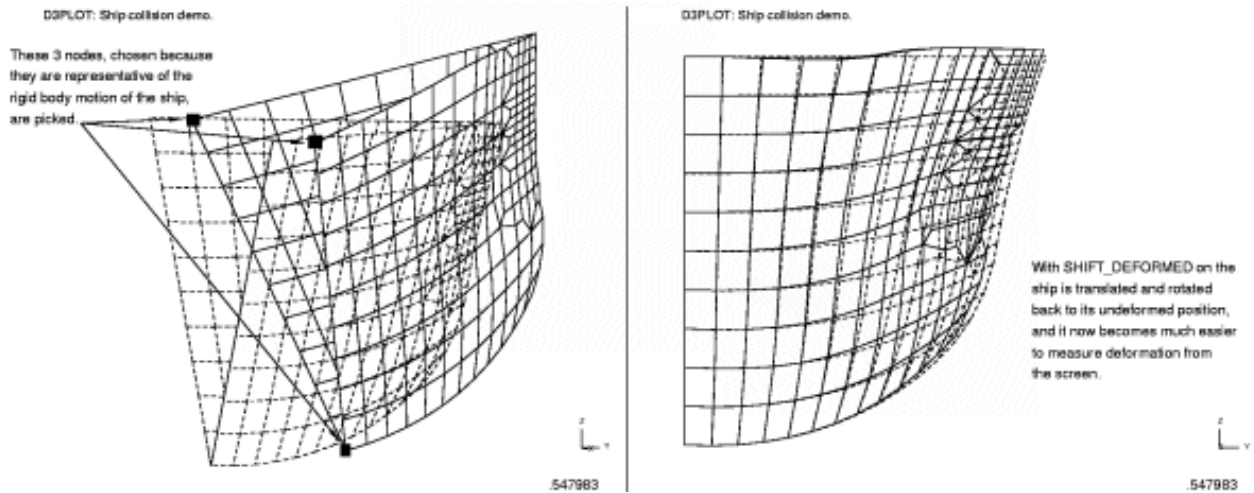 D3PLOT: Ship collision demo.
These 3 nodes, chosen because
they are representative of the
rigid body motion of the ship,
are picked.
Z
Y
.547983
D3PLOT: Ship collision demo.
With SHIFT_DEFORMED on the
ship is translated and rotated
back to its undeformed position,
and it now becomes much easier
to measure deformation from
the screen.
Z
Y
.547983